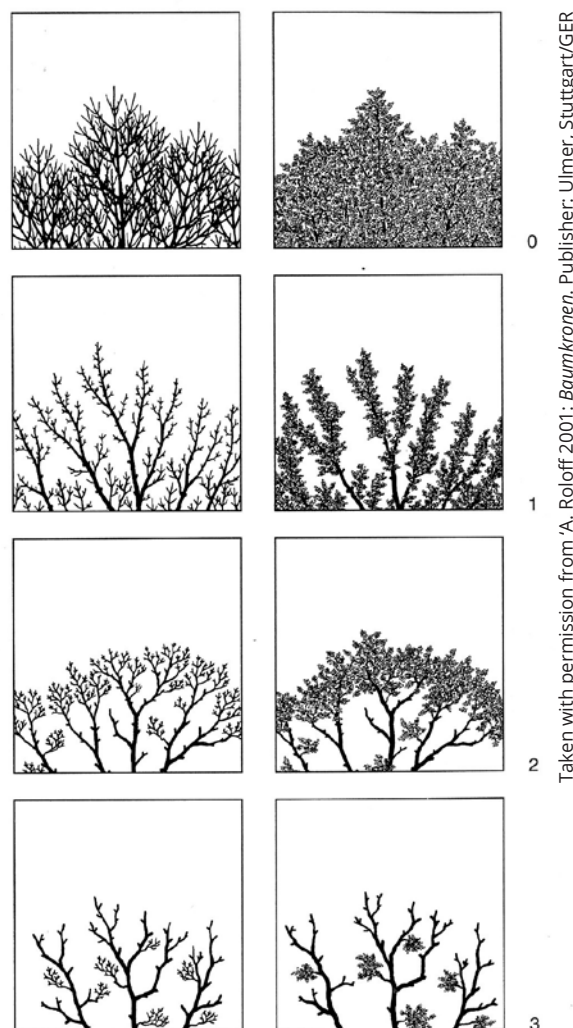 0
1
2
3
Taken with permission from 'A. Roloff 2001: Baumkronen. Publisher: Ulmer, Stuttgart/GER